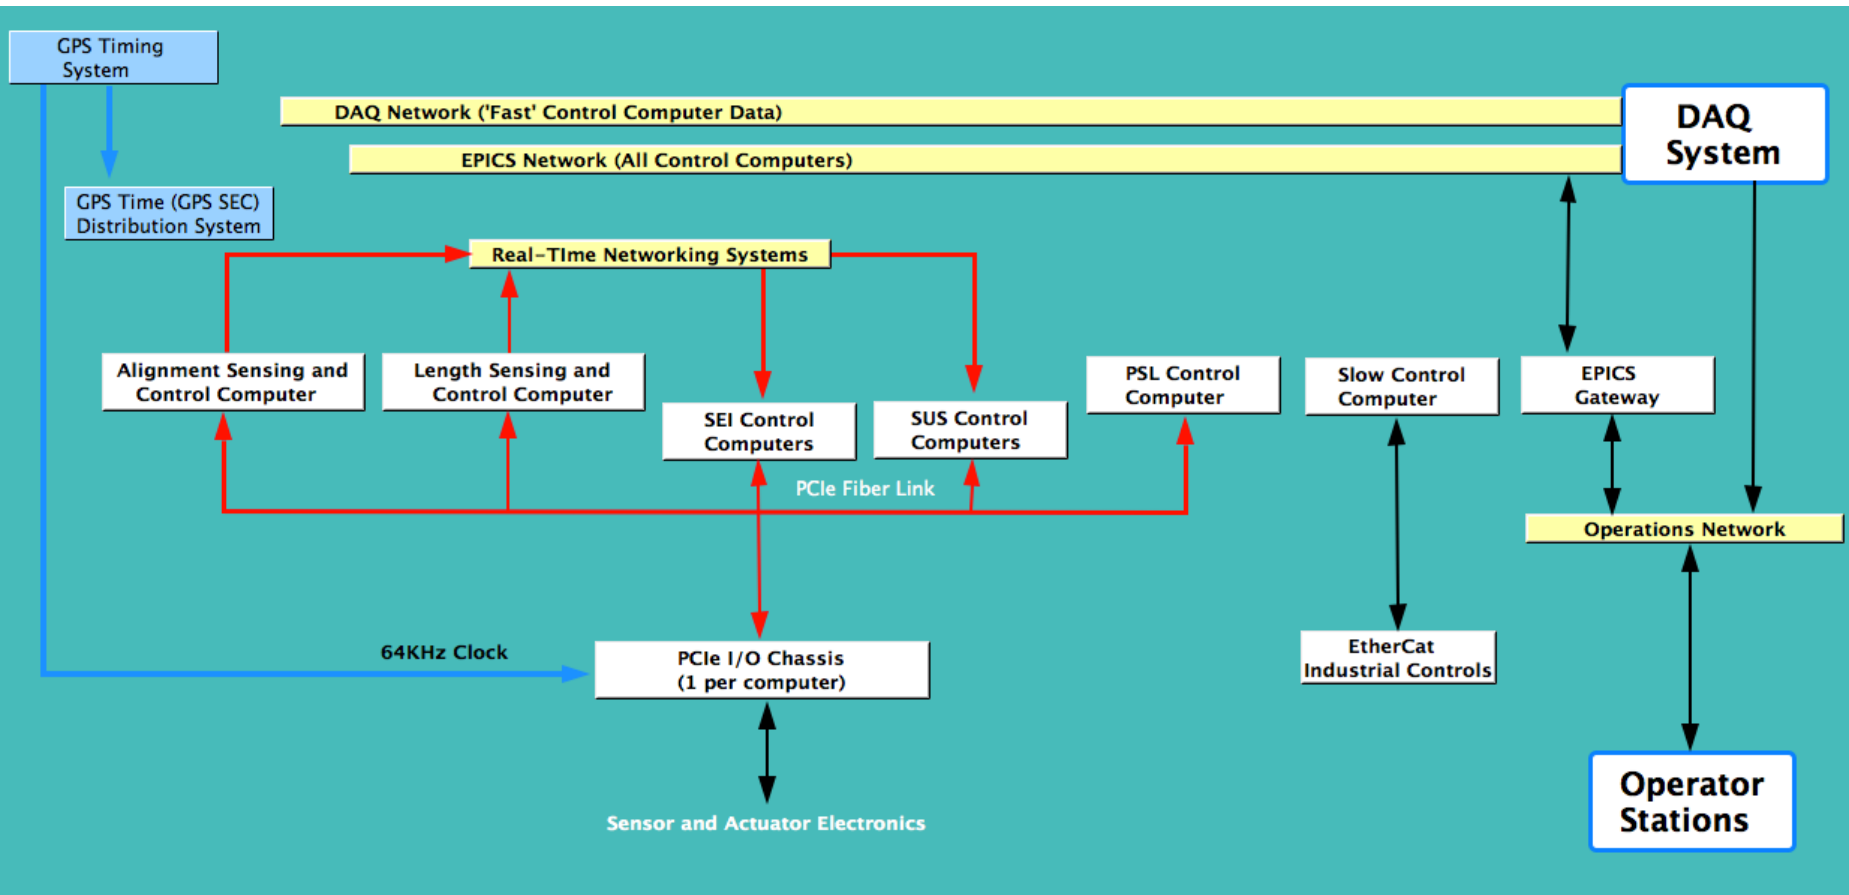 GPS Timing
System
DAQ Network ('Fast' Control Computer Data)
DAQ
System
EPICS Network (All Control Computers)
GPS Time (GPS SEC)
Distribution System
Real-TIme Networking Systems
Alignment Sensing and
Control Computer
Length Sensing and
Control Computer
SEI Control
Computers
SUS Control
Computers
PSL Control
Computer
Slow Control
Computer
EPICS
Gateway
PCIe Fiber Link
Operations Network
64KHz Clock
PCIe I/O Chassis
(1 per computer)
EtherCat
Industrial Controls
Operator
Stations
Sensor and Actuator Electronics